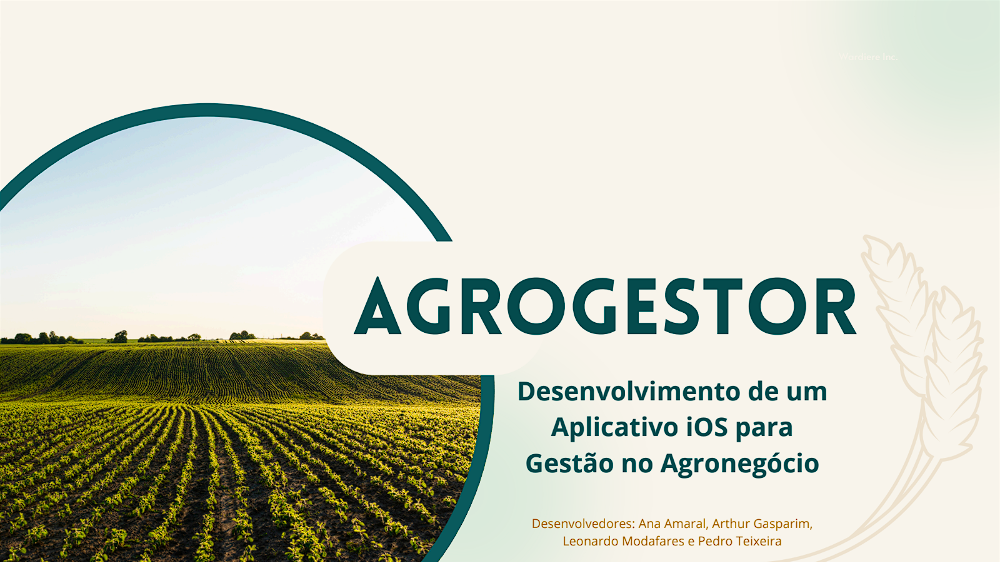 AGROGESTOR
Desenvolvimento de um
Aplicativo iOS para
Gestão no Agronegócio
Desenvolvedores: Ana Amaral, Arthur Gasparim,
Leonardo Modafares e Pedro Teixeira